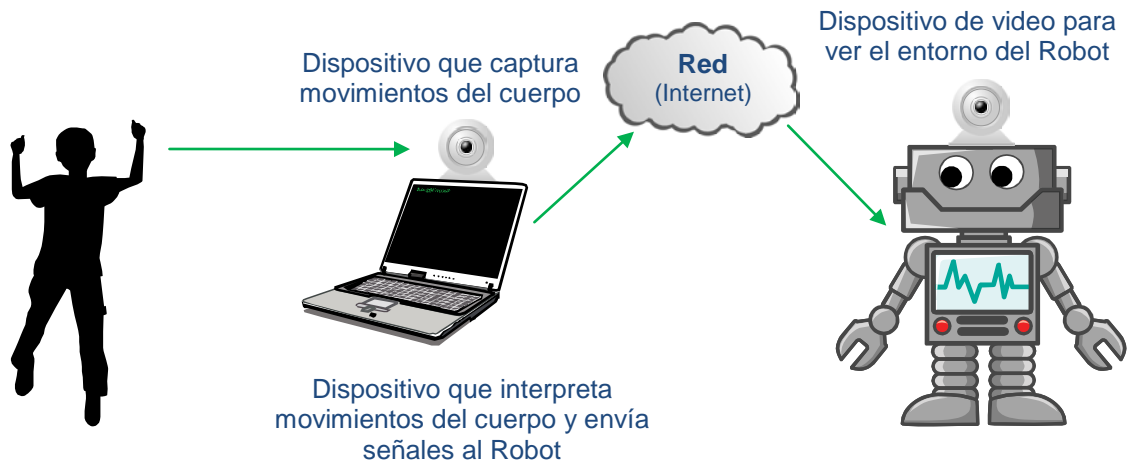 Dispositivo que captura
movimientos del cuerpo
Red
(Internet)
Dispositivo de video para
ver el entorno del Robot
Dispositivo que interpreta
movimientos del cuerpo y envía
señales al Robot